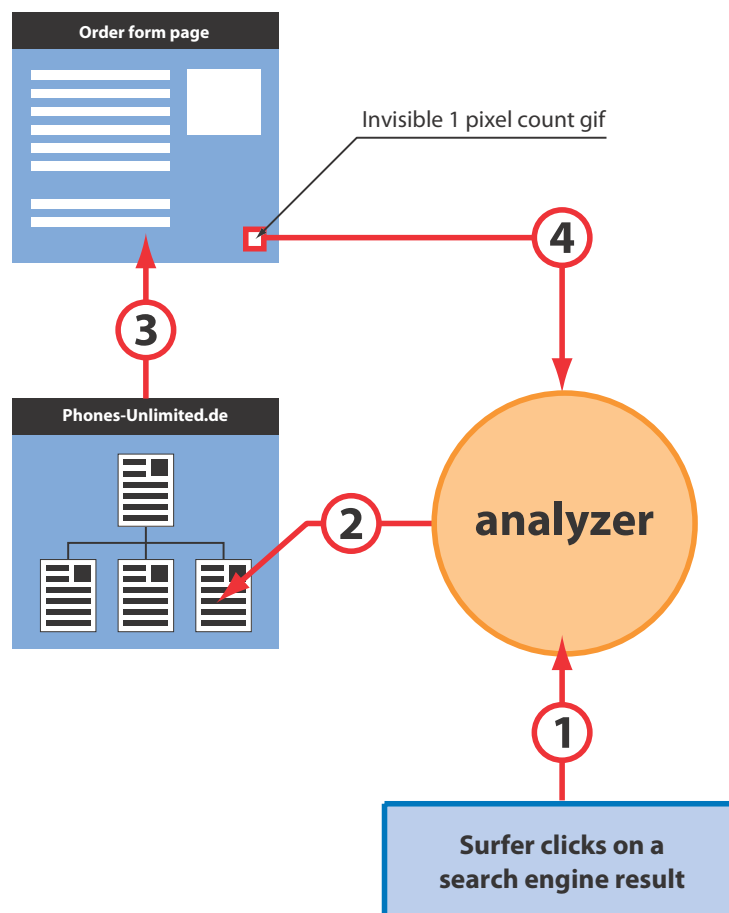 Order form page
Invisible 1 pixel count gif
4
3
Phones-Unlimited.de
2
analyzer
1
Surfer clicks on a
search engine result